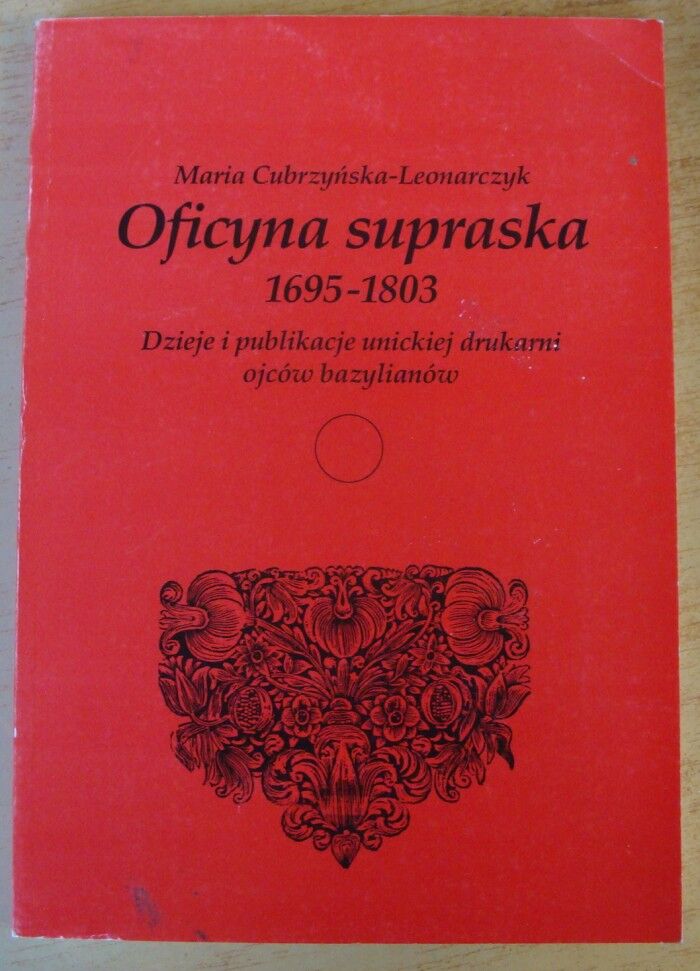 Maria Cubrzyńska-Leonarczyk
Oficyna supraska
1695-1803
Dzieje i publikacje unickiej drukarni
ojców bazylianów